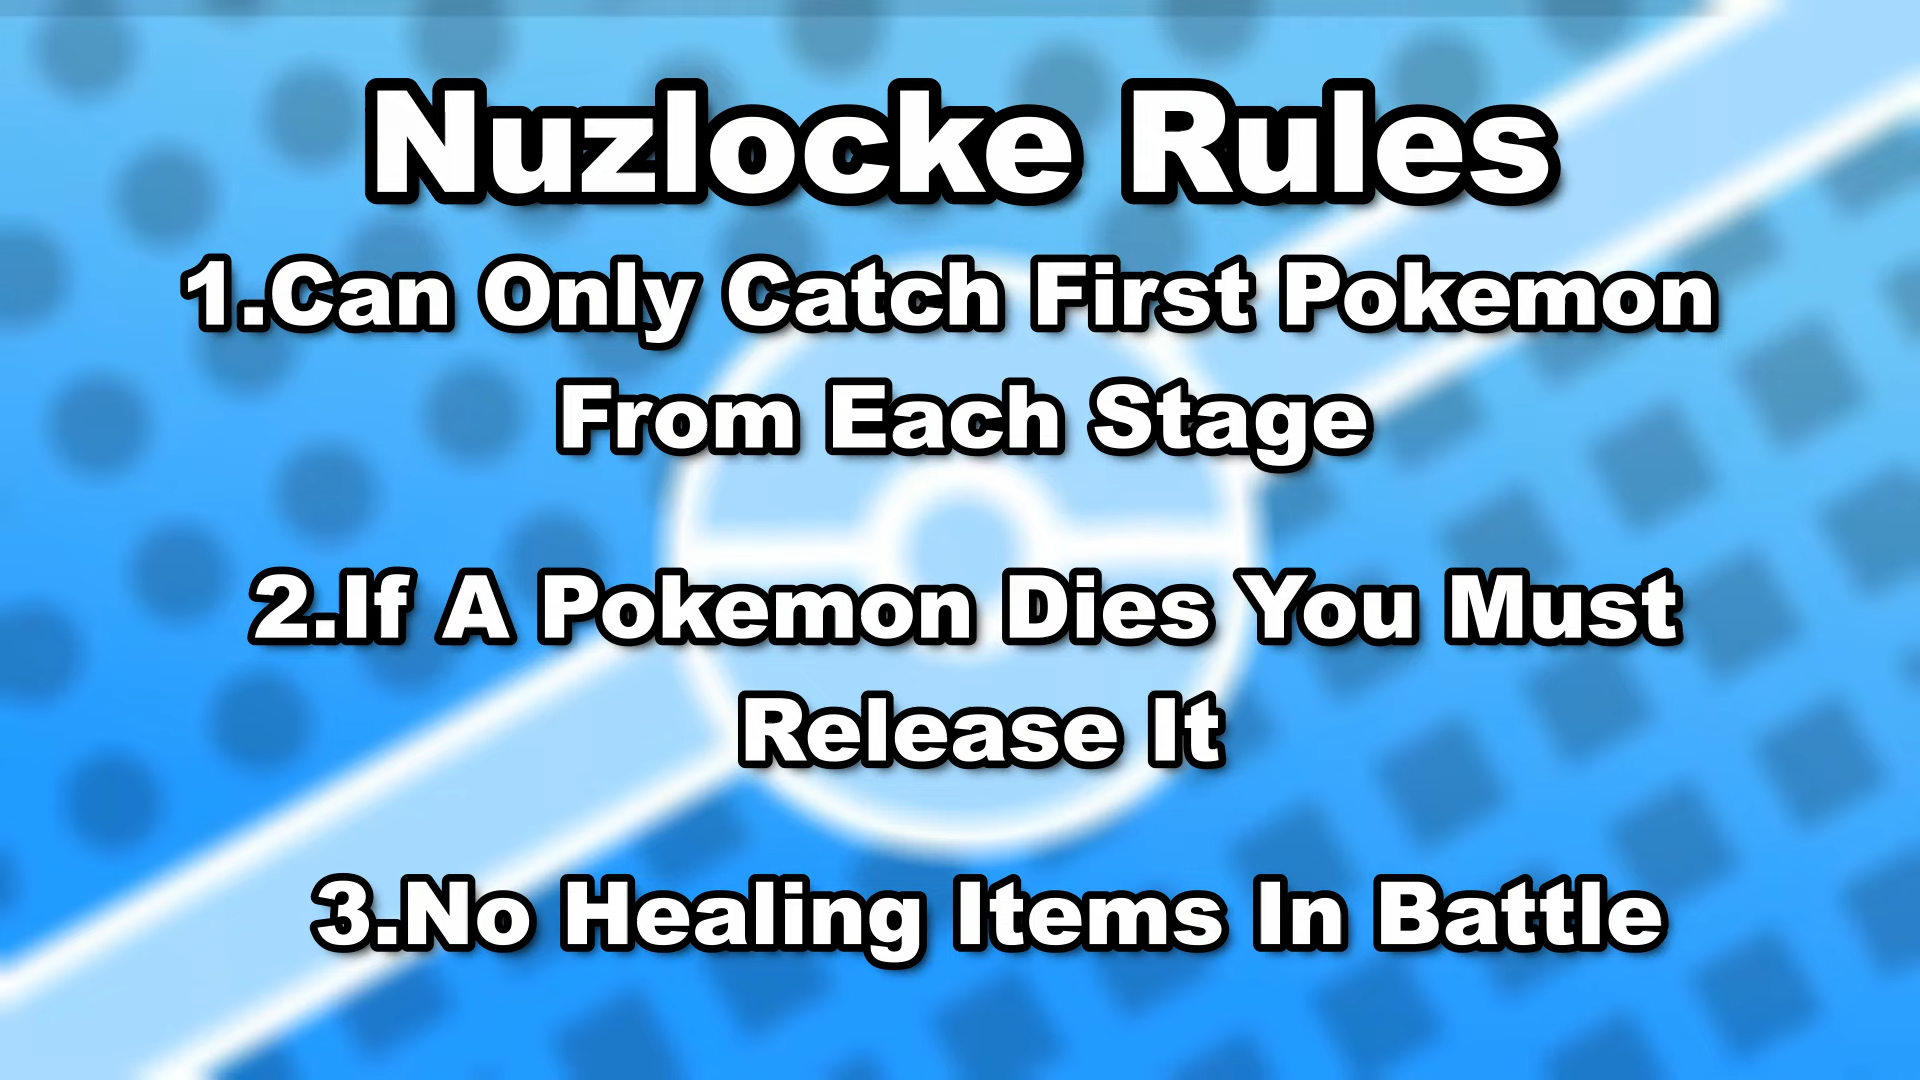 Nuzlocke Rules
1.Can Only Catch First Pokemon
From Each Stage
2.If A Pokemon Dies You Must
Release It
3.No Healing Items In Battle